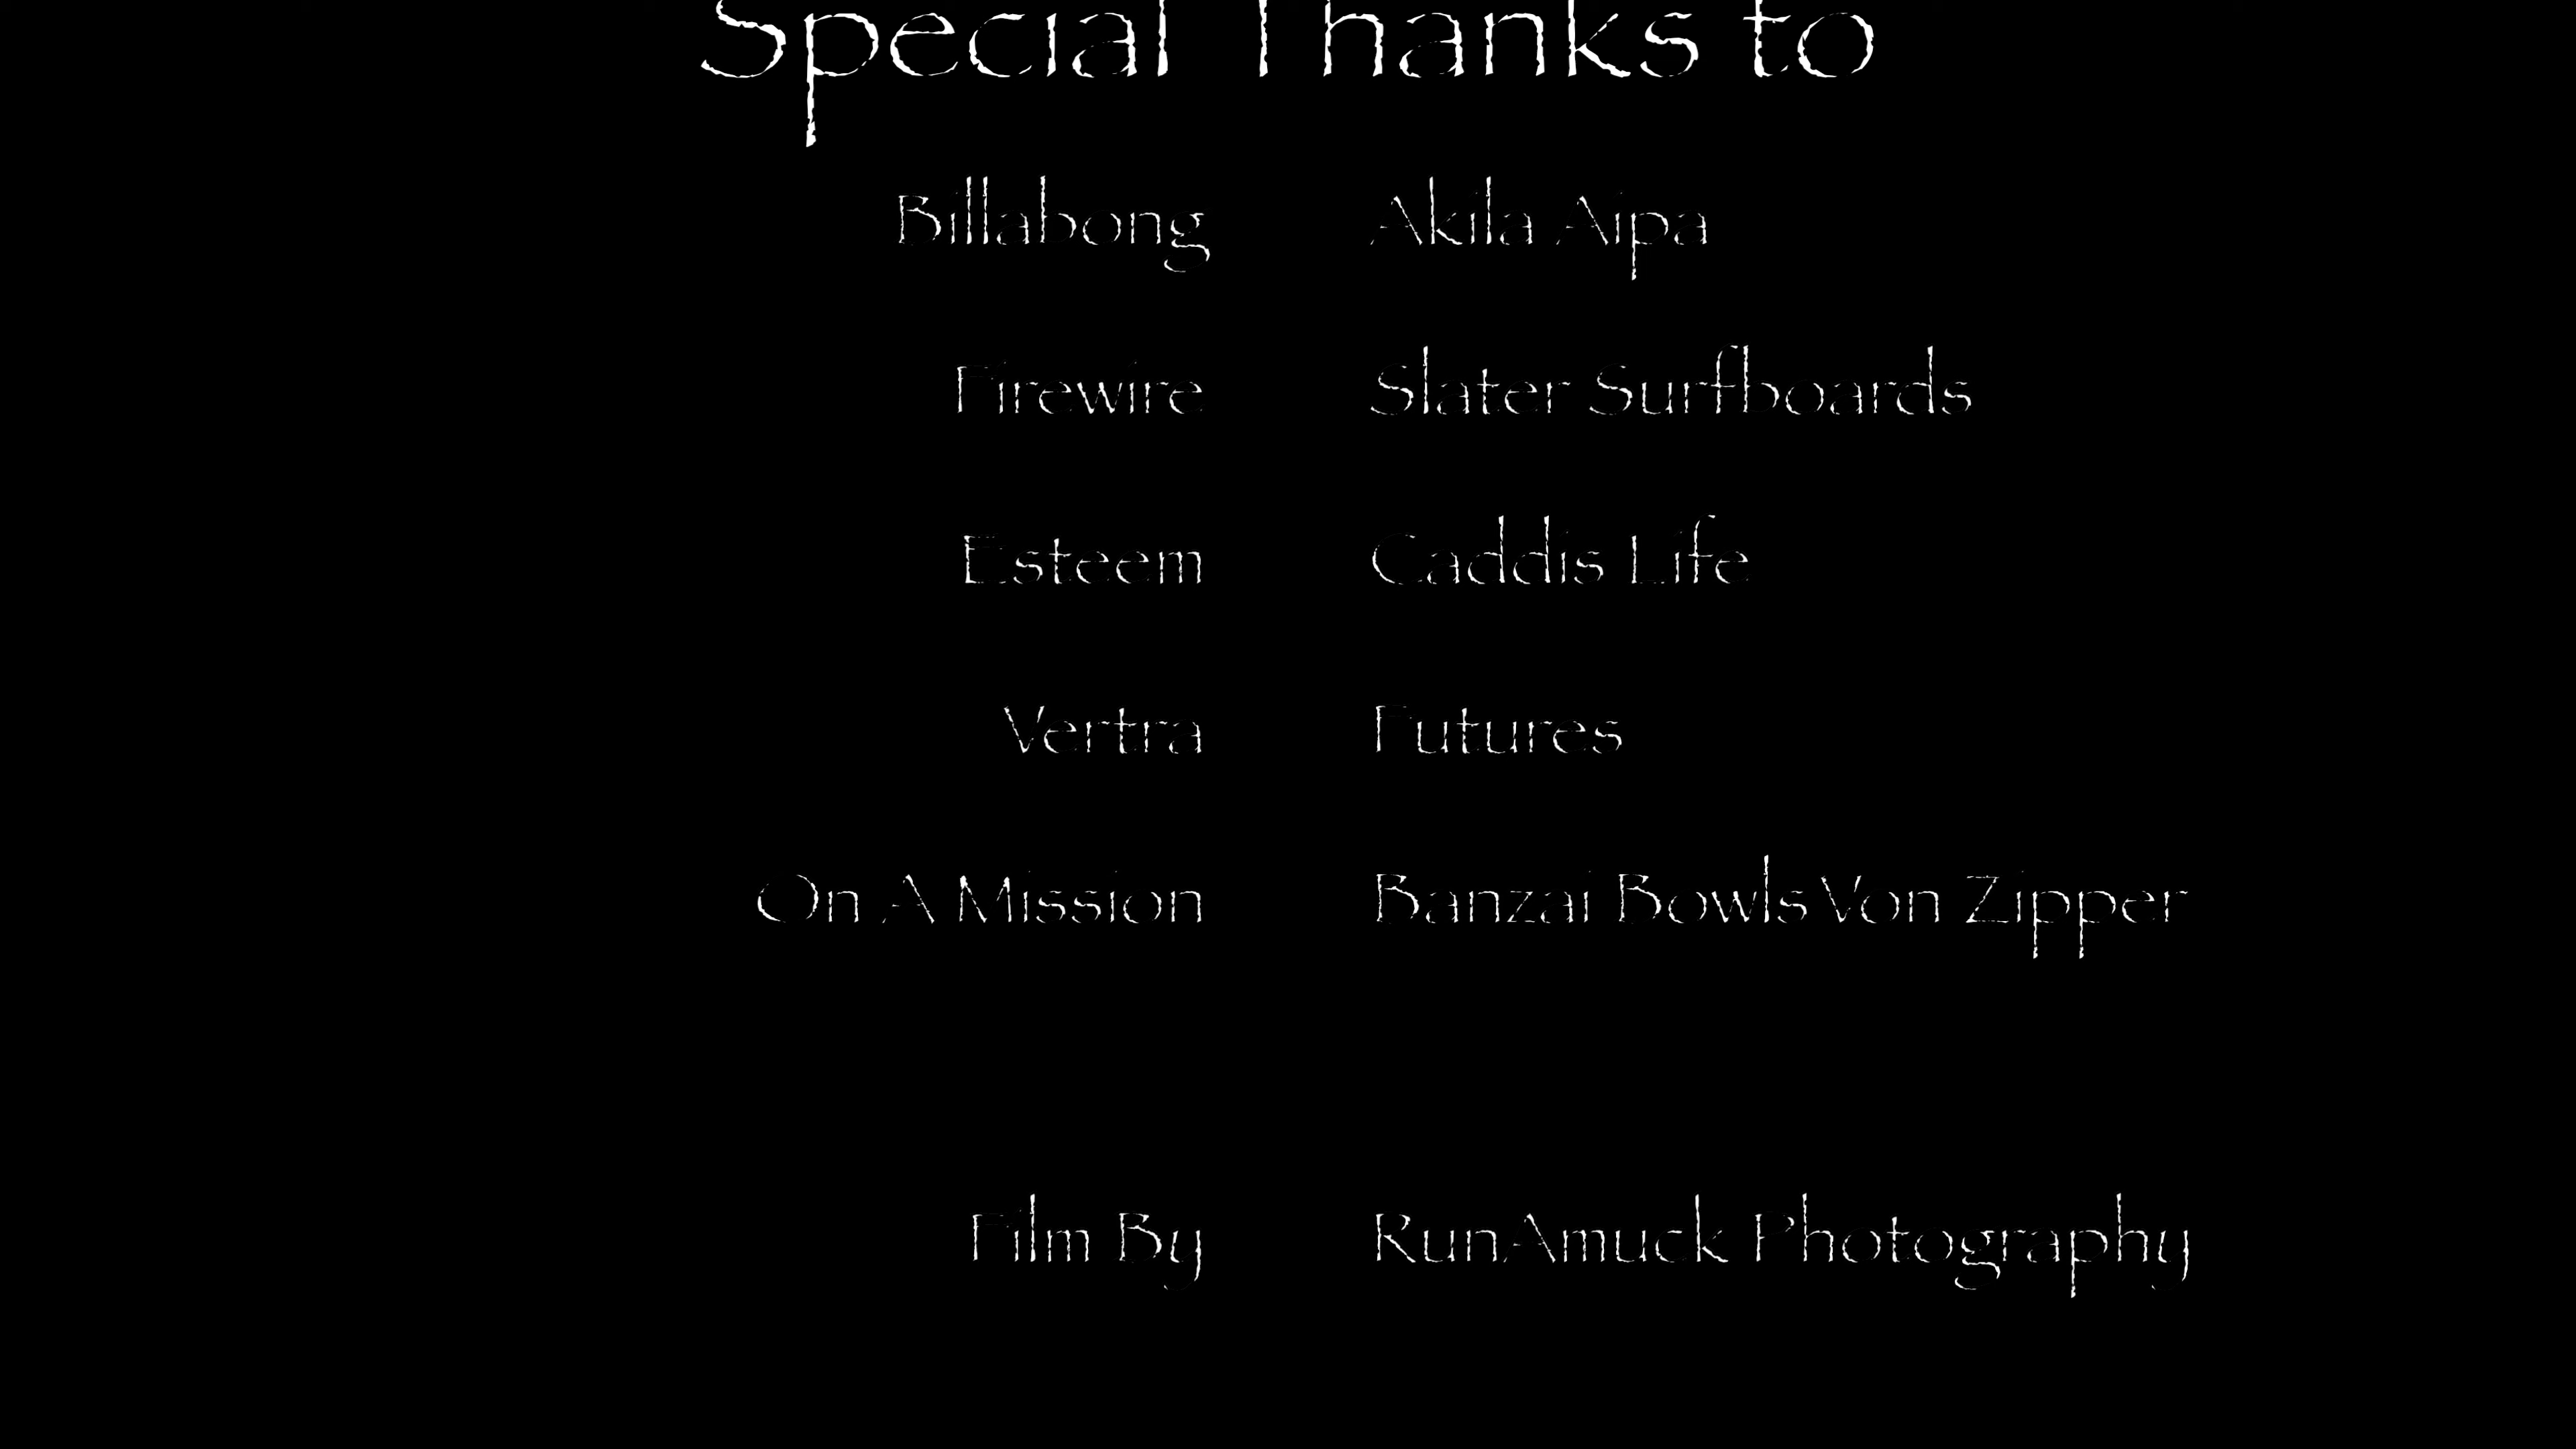 Special Thanks to
Billabong Akila Aipa
Firewire Slater Surfboards
Esteem Caddis Life
Vertra Futures
On A Mission Banzai Bowls Von Zipper
Film By RunAmuck Photography